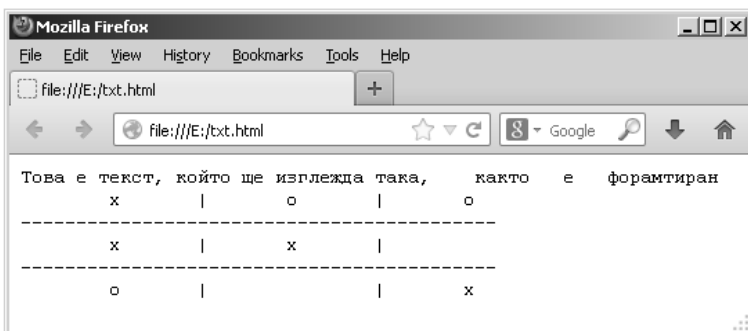 Mozilla Firefox
File Edit View History Bookmarks Tools Help
file:///E:/txt.html +
file:///E:/txt.html 8 Google
Това е текст, който ще изглежда така,     както   е   форамтиран
          x         |         o         |         o
-------------------------------------------------------
          x         |         x         |
-------------------------------------------------------
          o         |                   |         x